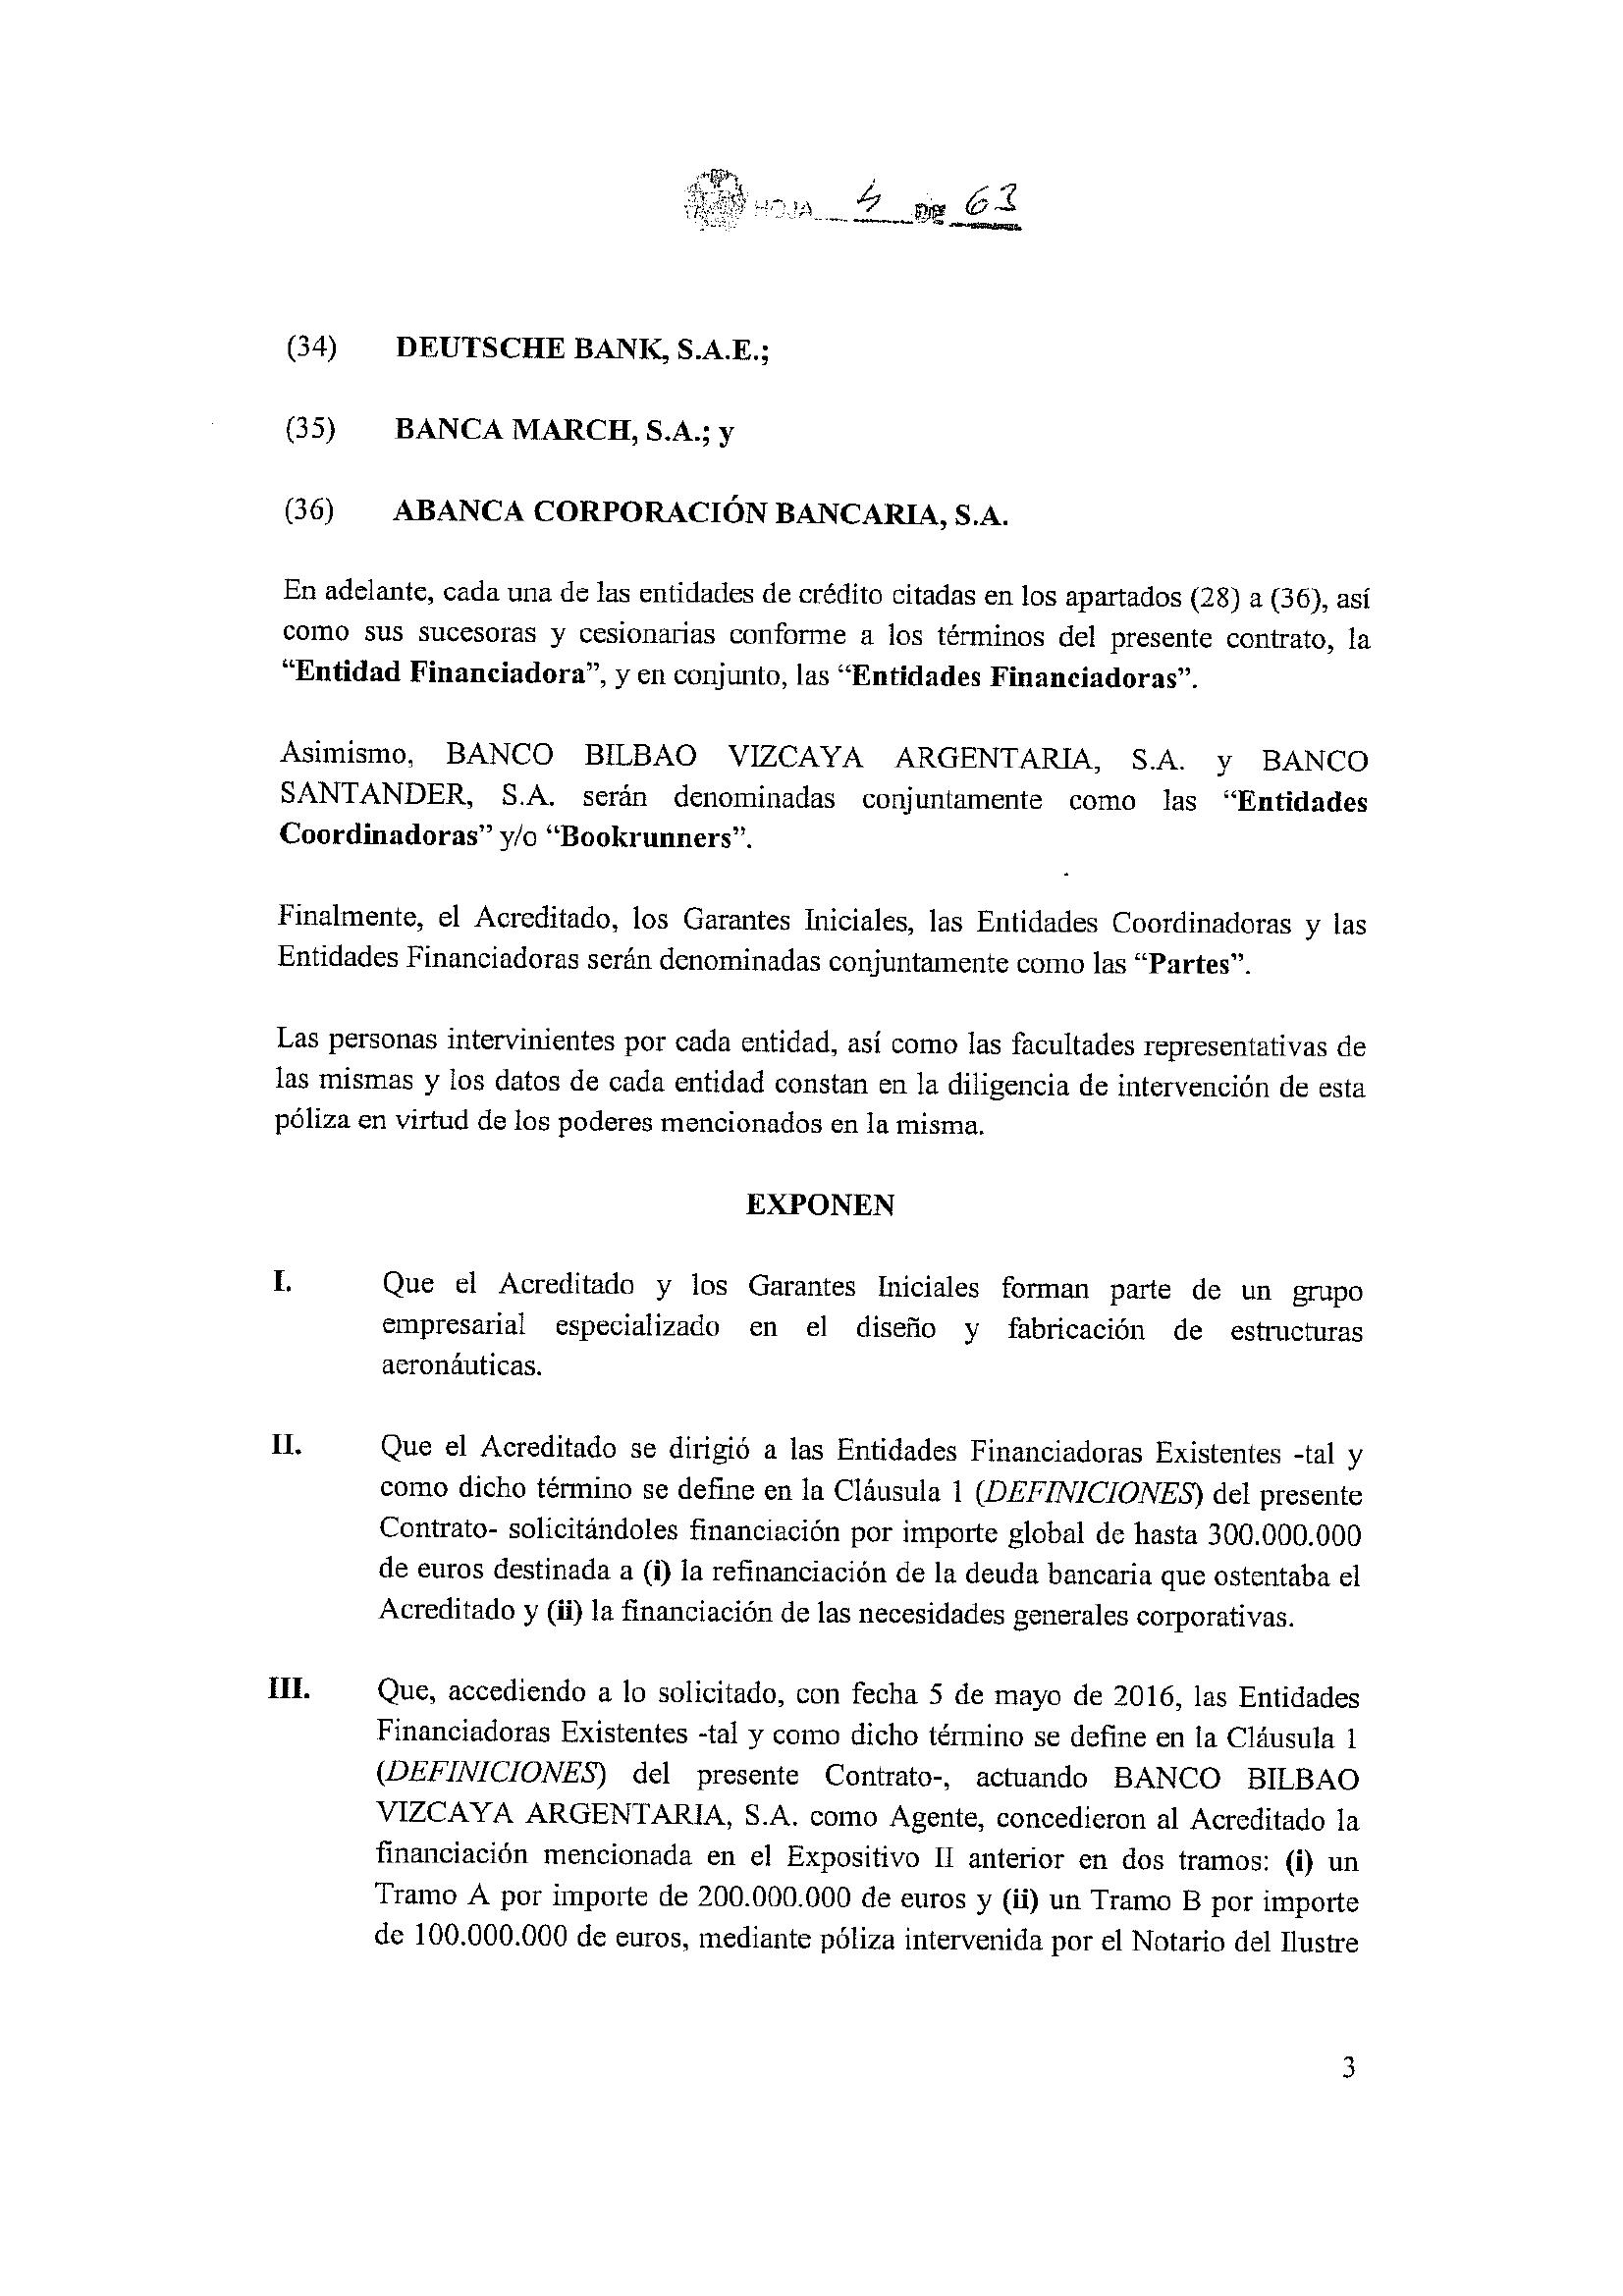 HOJA 4 DE 63
(34) DEUTSCHE BANK, S.A.E.;
(35) BANCA MARCH, S.A.; y
(36) ABANCA CORPORACIÓN BANCARIA, S.A.
En adelante, cada una de las entidades de crédito citadas en los apartados (28) a (36), así
como sus sucesoras y cesionarias conforme a los términos del presente contrato, la
“Entidad Financiadora”, y en conjunto, las “Entidades Financiadoras”.
Asimismo, BANCO BILBAO VIZCAYA ARGENTARIA, S.A. y BANCO
SANTANDER, S.A. serán denominadas conjuntamente como las “Entidades
Coordinadoras” y/o “Bookrunners”.
Finalmente, el Acreditado, los Garantes Iniciales, las Entidades Coordinadoras y las
Entidades Financiadoras serán denominadas conjuntamente como las “Partes”.
Las personas intervinientes por cada entidad, así como las facultades representativas de
las mismas y los datos de cada entidad constan en la diligencia de intervención de esta
póliza en virtud de los poderes mencionados en la misma.
EXPONEN
I. Que el Acreditado y los Garantes Iniciales forman parte de un grupo
empresarial especializado en el diseño y fabricación de estructuras
aeronáuticas.
II. Que el Acreditado se dirigió a las Entidades Financiadoras Existentes -tal y
como dicho término se define en la Cláusula 1 (DEFINICIONES) del presente
Contrato- solicitándoles financiación por importe global de hasta 300.000.000
de euros destinada a (i) la refinanciación de la deuda bancaria que ostentaba el
Acreditado y (ii) la financiación de las necesidades generales corporativas.
III. Que, accediendo a lo solicitado, con fecha 5 de mayo de 2016, las Entidades
Financiadoras Existentes -tal y como dicho término se define en la Cláusula 1
(DEFINICIONES) del presente Contrato-, actuando BANCO BILBAO
VIZCAYA ARGENTARIA, S.A. como Agente, concedieron al Acreditado la
financiación mencionada en el Expositivo II anterior en dos tramos: (i) un
Tramo A por importe de 200.000.000 de euros y (ii) un Tramo B por importe
de 100.000.000 de euros, mediante póliza intervenida por el Notario del Ilustre
3